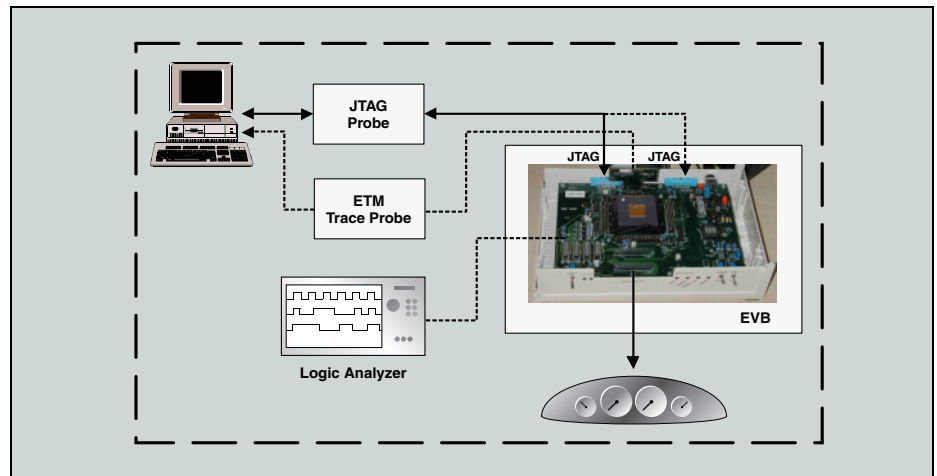 JTAG
Probe
JTAG JTAG
ETM
Trace Probe
EVB
Logic Analyzer